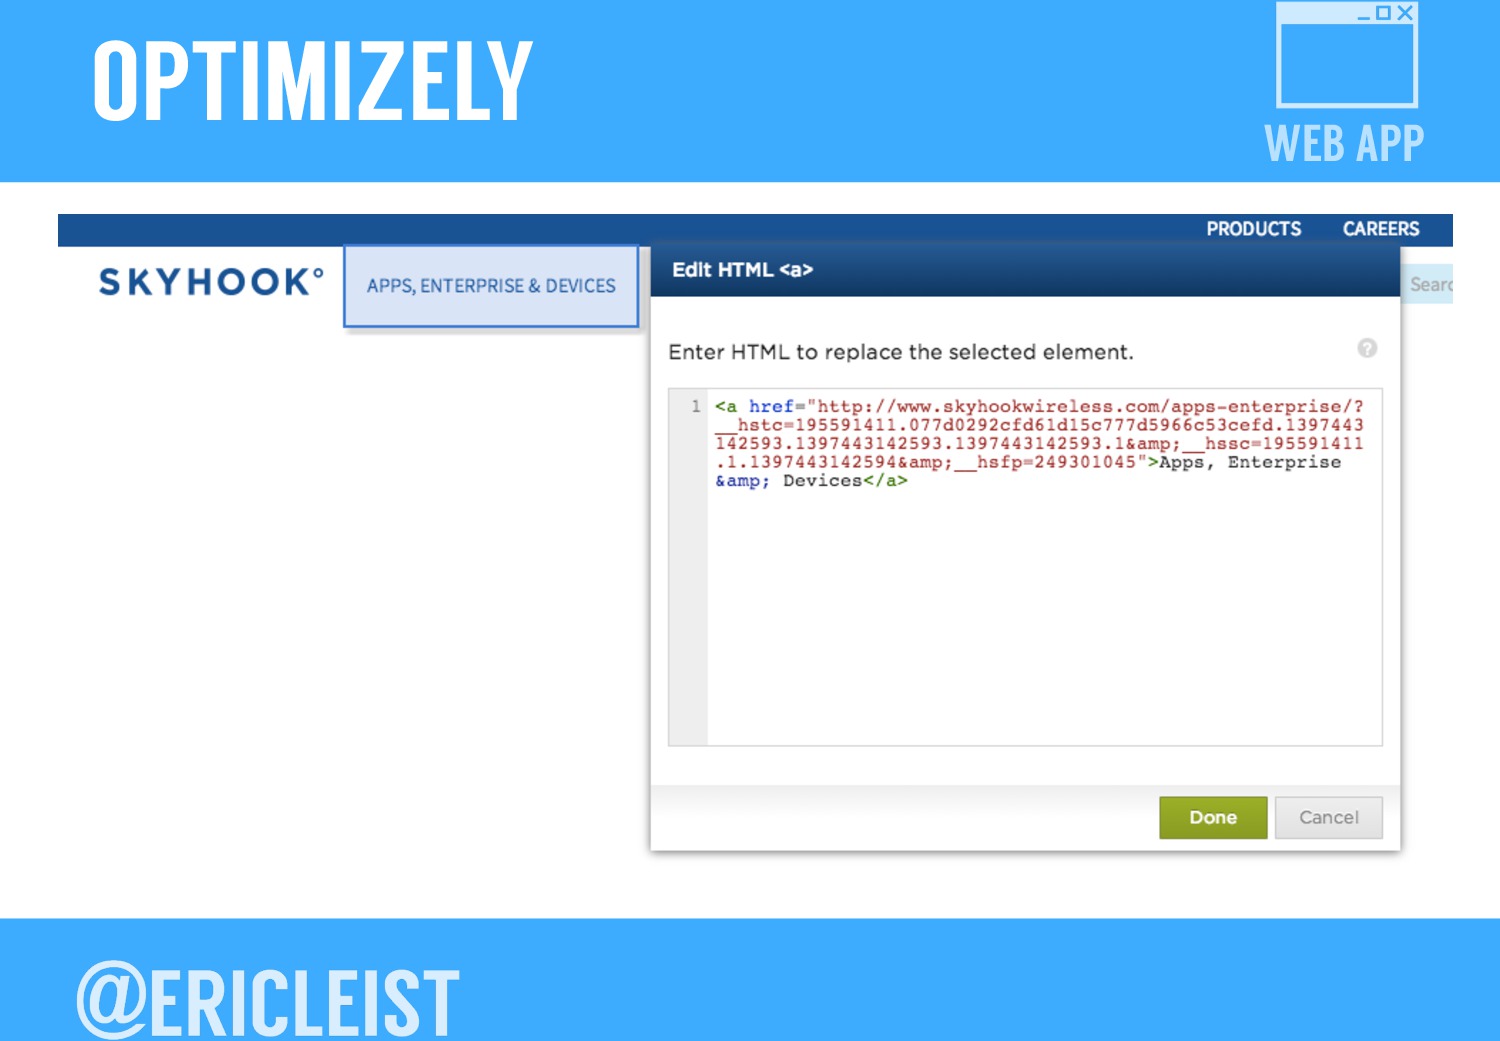 OPTIMIZELY
WEB APP
PRODUCTS CAREERS
SKYHOOK°
APPS, ENTERPRISE & DEVICES
Edit HTML <a>
Searc
Enter HTML to replace the selected element.
?
1 <a href="http://www.skyhookwireless.com/apps-enterprise/?
__hstc=195591411.077d0292cfd61d15c777d5966c53cefd.1397443
142593.1397443142593.1397443142593.1&amp;__hssc=195591411
.1.1397443142594&amp;__hsfp=249301045">Apps, Enterprise
&amp; Devices</a>
Done Cancel
@ERICLEIST